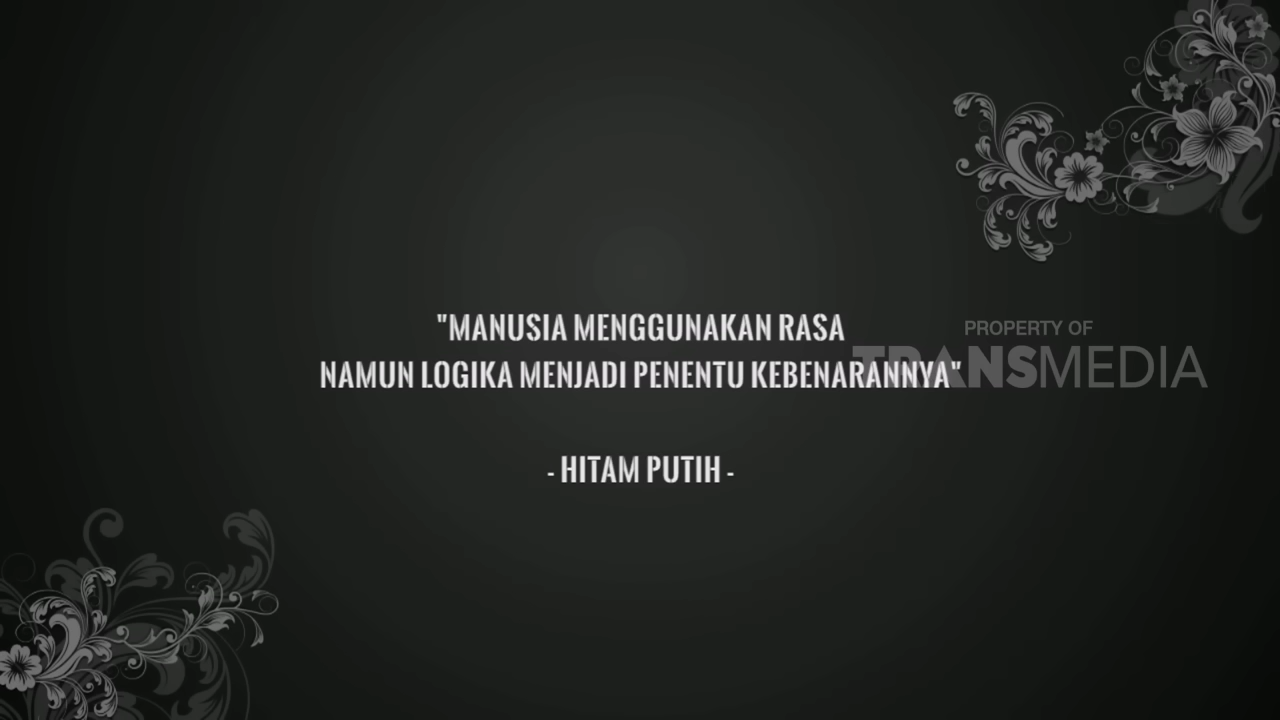 "MANUSIA MENGGUNAKAN RASA
NAMUN LOGIKA MENJADI PENENTU KEBENARANNYA"
- HITAM PUTIH -
PROPERTY OF
TRANSMEDIA